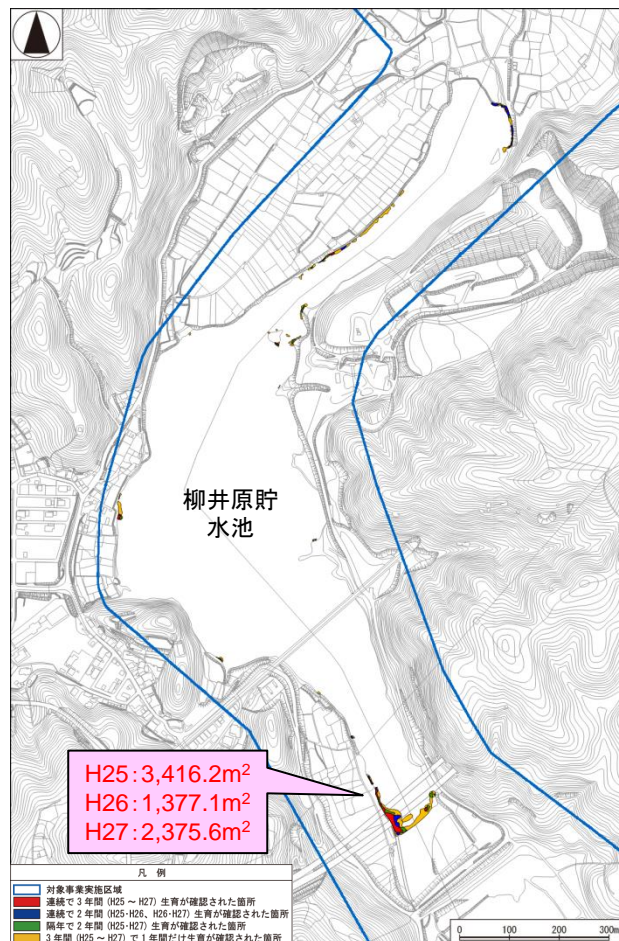 柳井原貯
水池
H25:3,416.2m²
H26:1,377.1m²
H27:2,375.6m²
凡 例
対象事業実施区域
連続で3年間(H25～H27)生育が確認された箇所
連続で2年間(H25・H26、H26・H27)生育が確認された箇所
隔年で2年間(H25・H27)生育が確認された箇所
3年間(H25～H27)で1年間だけ生育が確認された箇所
0 100 200 300m